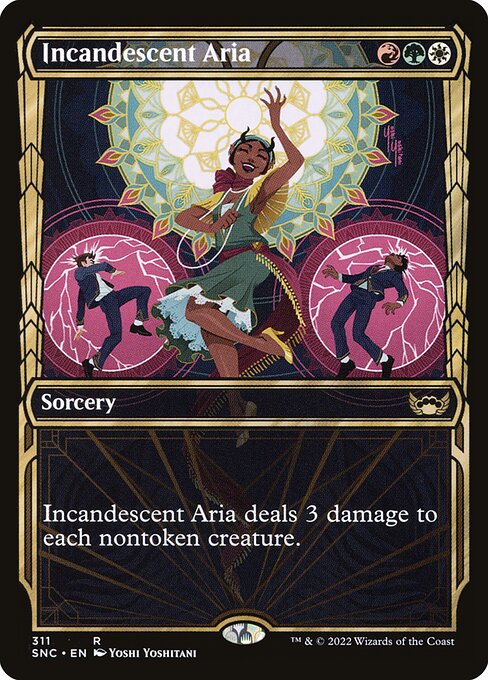 Incandescent Aria
Sorcery
Incandescent Aria deals 3 damage to
each nontoken creature.
311 R
SNC • EN Yoshi Yoshitani
™ & © 2022 Wizards of the Coast